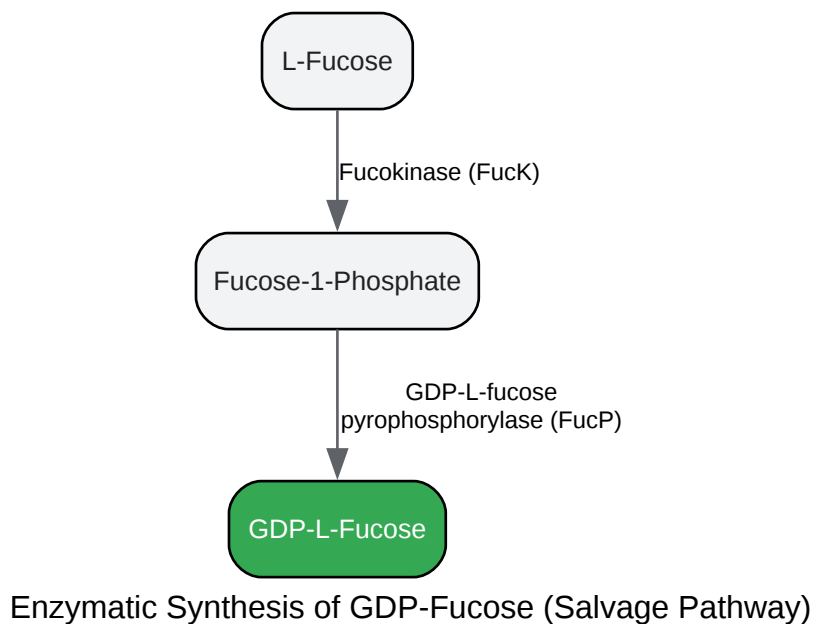 L-Fucose
Fucokinase (FucK)
Fucose-1-Phosphate
GDP-L-fucose
pyrophosphorylase (FucP)
GDP-L-Fucose
Enzymatic Synthesis of GDP-Fucose (Salvage Pathway)